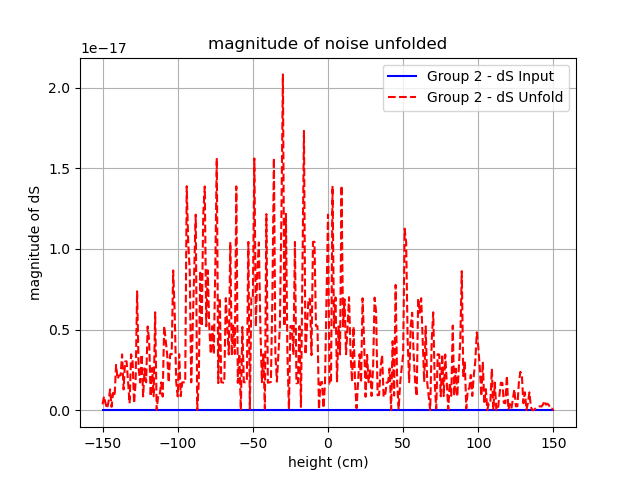 magnitude of noise unfolded
1e−17
Group 2 - dS Input
Group 2 - dS Unfold
2.0
1.5
1.0
0.5
0.0
magnitude of dS
−150
−100
−50
0
50
100
150
height (cm)